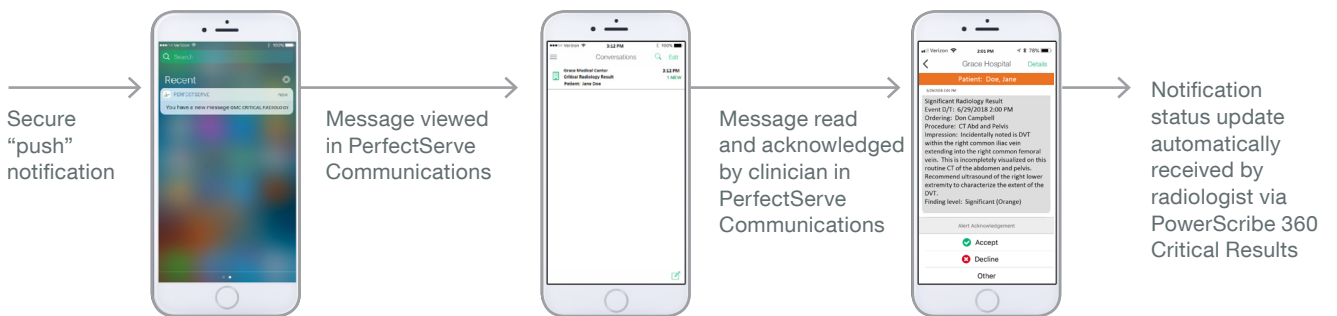 Secure
“push”
notification
Verizon 100%
Search
Recent
PERFECTSERVE now
You have a new message GMC CRITICAL RADIOLOGY
Message viewed
in PerfectServe
Communications
Verizon 3:12 PM 100%
Conversations Edit
Grace Medical Center 3:12 PM
Critical Radiology Result 1 NEW
Patient: Jane Doe
Message read
and acknowledged
by clinician in
PerfectServe
Communications
Verizon 2:01 PM 78%
Grace Hospital Details
Patient: Doe, Jane
Significant Radiology Result
Event D/T: 6/29/2018 2:00 PM
Ordering: Don Campbell
Procedure: CT Abd and Pelvis
Impression: Incidentally noted is DVT
within the right common iliac vein
extending into the right common femoral
vein. This is incompletely visualized on this
routine CT of the abdomen and pelvis.
Recommend ultrasound of the right lower
extremity to characterize the extent of the
DVT.
Finding level: Significant (Orange)
Alert Acknowledgement
Accept
Decline
Other
Notification
status update
automatically
received by
radiologist via
PowerScribe 360
Critical Results